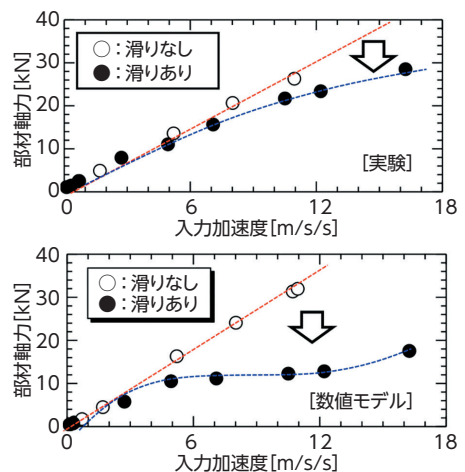 40
30
20
10
0
部材軸力[kN]
○：滑りなし
●：滑りあり
[実験]
0 6 12 18
入力加速度[m/s/s]
40
30
20
10
0
部材軸力[kN]
○：滑りなし
●：滑りあり
[数値モデル]
0 6 12 18
入力加速度[m/s/s]